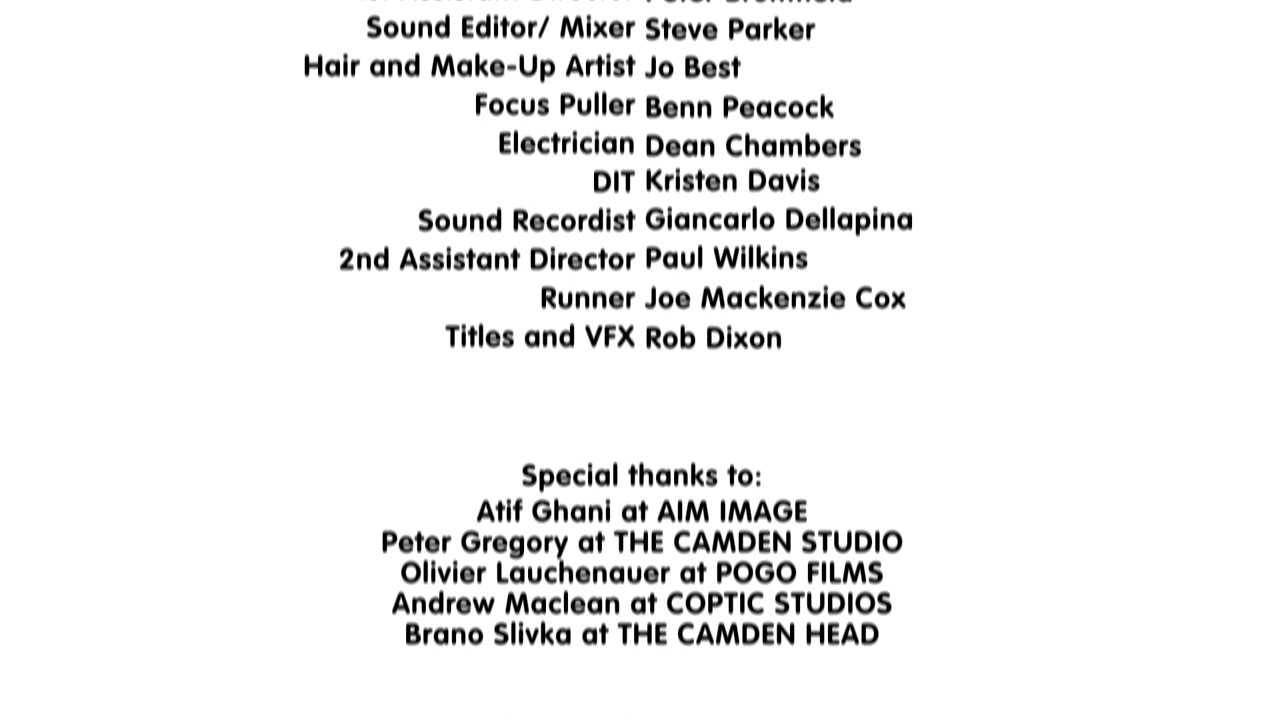 Sound Editor/ Mixer Steve Parker
Hair and Make-Up Artist Jo Best
Focus Puller Benn Peacock
Electrician Dean Chambers
DIT Kristen Davis
Sound Recordist Giancarlo Dellapina
2nd Assistant Director Paul Wilkins
Runner Joe Mackenzie Cox
Titles and VFX Rob Dixon
Special thanks to:
Atif Ghani at AIM IMAGE
Peter Gregory at THE CAMDEN STUDIO
Olivier Lauchenauer at POGO FILMS
Andrew Maclean at COPTIC STUDIOS
Brano Slivka at THE CAMDEN HEAD